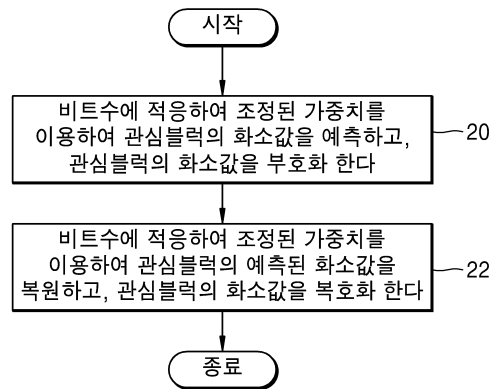 시작
비트수에 적응하여 조정된 가중치를
이용하여 관심블럭의 화소값을 예측하고,
관심블럭의 화소값을 부호화 한다
20
비트수에 적응하여 조정된 가중치를
이용하여 관심블럭의 예측된 화소값을
복원하고, 관심블럭의 화소값을 복호화 한다
22
종료